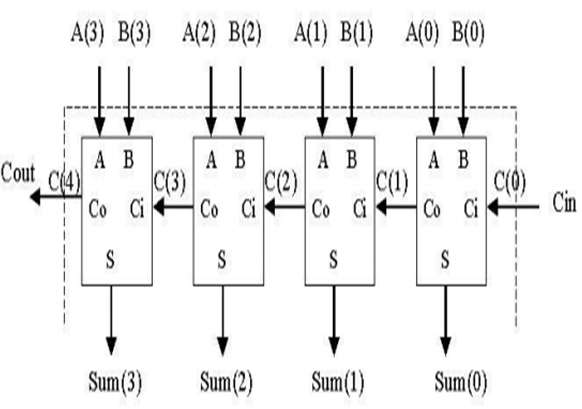 A(3) B(3) A(2) B(2) A(1) B(1) A(0) B(0)
A B A B A B A B
Cout C(4) C(3) C(2) C(1) C(0) Cin
Co Ci Co Ci Co Ci Co Ci
S S S S
Sum(3) Sum(2) Sum(1) Sum(0)